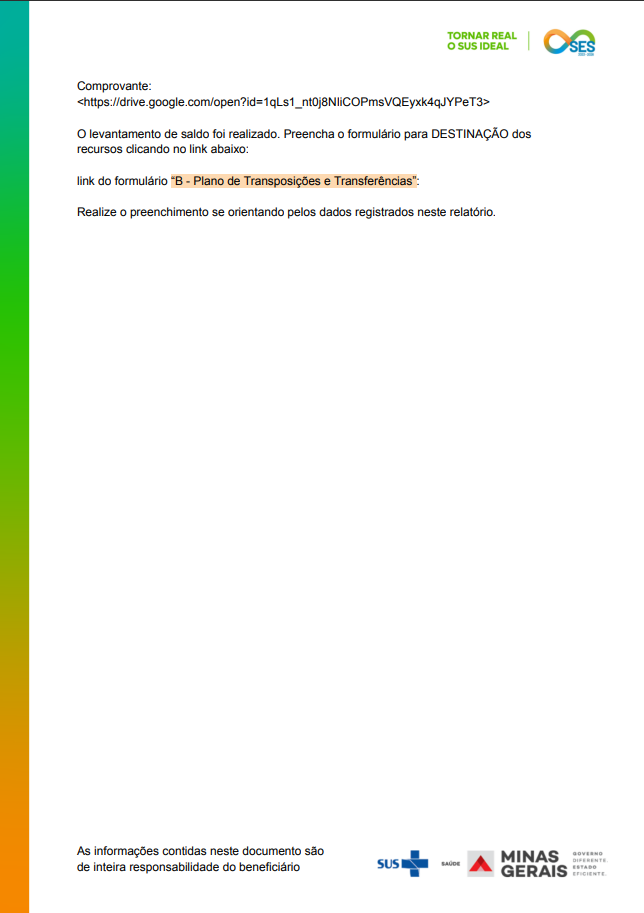 TORNAR REAL
O SUS IDEAL
SES
Comprovante:
<https://drive.google.com/open?id=1qLs1_nt0j8NIiCOPmsVQEyxk4qJYPeT3>
O levantamento de saldo foi realizado. Preencha o formulário para DESTINAÇÃO dos
recursos clicando no link abaixo:
link do formulário “B - Plano de Transposições e Transferências”:
Realize o preenchimento se orientando pelos dados registrados neste relatório.
As informações contidas neste documento são
de inteira responsabilidade do beneficiário
SUS
SAÚDE
MINAS
GERAIS
GOVERNO
DIFERENTE.
ESTADO
EFICIENTE.